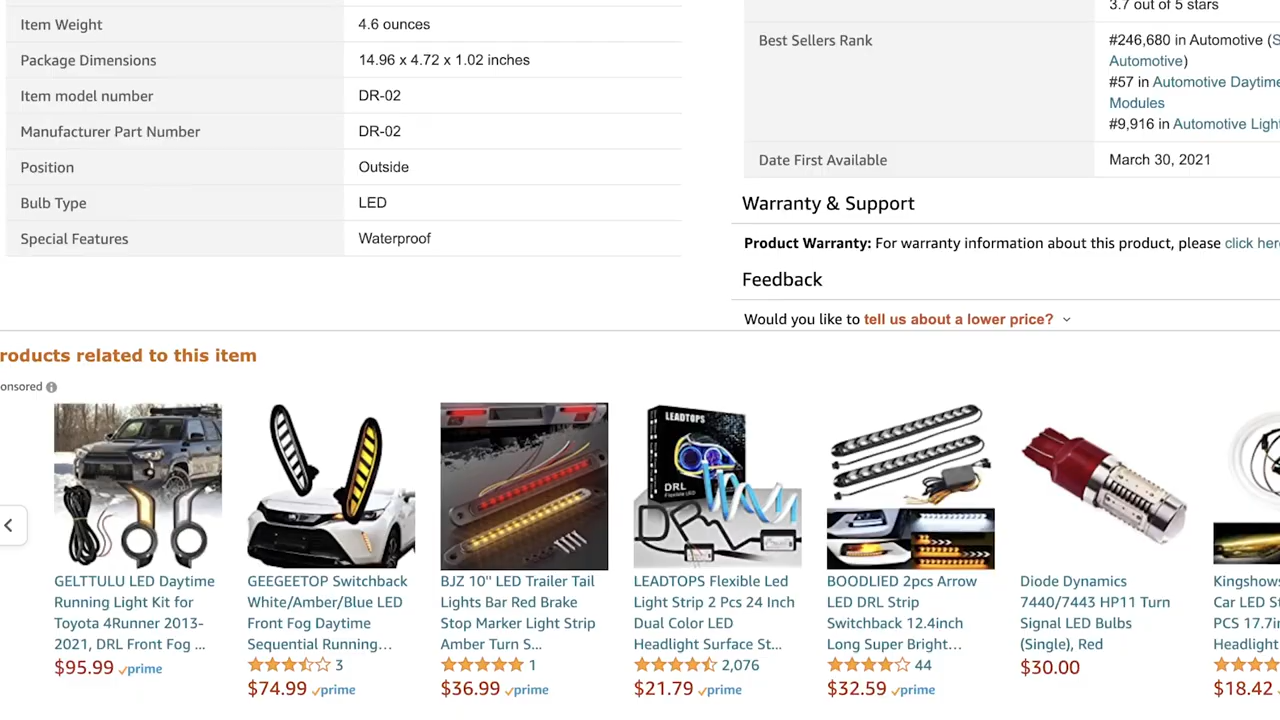 Item Weight 4.6 ounces
Package Dimensions 14.96 x 4.72 x 1.02 inches
Item model number DR-02
Manufacturer Part Number DR-02
Position Outside
Bulb Type LED
Special Features Waterproof
3.7 out of 5 stars
Best Sellers Rank #246,680 in Automotive (S
Automotive)
#57 in Automotive Daytime
Modules
#9,916 in Automotive Light
Date First Available March 30, 2021
Warranty & Support
Product Warranty: For warranty information about this product, please click here
Feedback
Would you like to tell us about a lower price?
roducts related to this item
onsored
LEADTOPS
DRL
Flexible LED
GELTTULU LED Daytime
Running Light Kit for
Toyota 4Runner 2013-
2021, DRL Front Fog ...
$95.99 prime
GEEGEETOP Switchback
White/Amber/Blue LED
Front Fog Daytime
Sequential Running...
3
$74.99 prime
BJZ 10" LED Trailer Tail
Lights Bar Red Brake
Stop Marker Light Strip
Amber Turn S...
1
$36.99 prime
LEADTOPS Flexible Led
Light Strip 2 Pcs 24 Inch
Dual Color LED
Headlight Surface St...
2,076
$21.79 prime
BOODLIED 2pcs Arrow
LED DRL Strip
Switchback 12.4inch
Long Super Bright...
44
$32.59 prime
Diode Dynamics
7440/7443 HP11 Turn
Signal LED Bulbs
(Single), Red
$30.00
Kingshows
Car LED St
PCS 17.7in
Headlight
$18.42